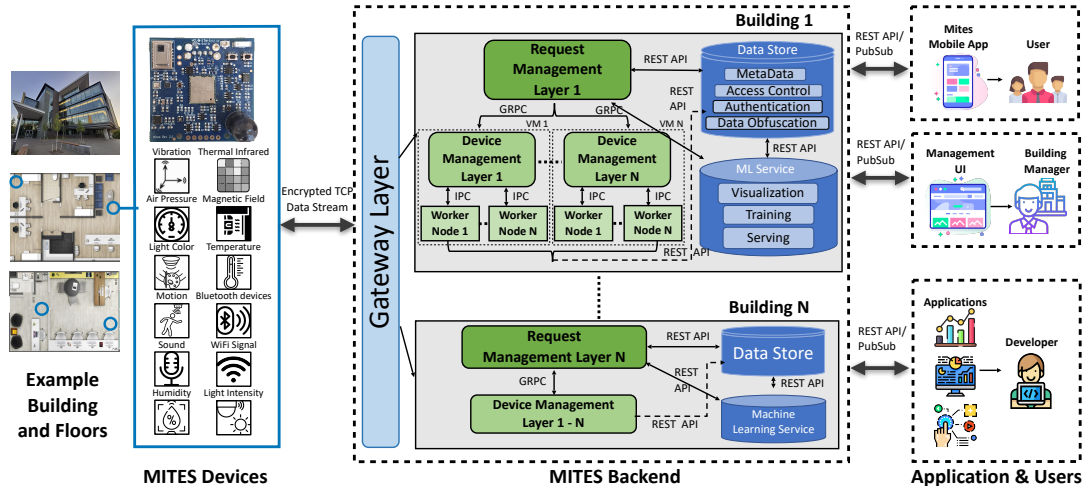 Example
Building
and Floors
Vibration
Thermal Infrared
Air Pressure
Magnetic Field
Light Color
Temperature
Motion
Bluetooth devices
Sound
WiFi Signal
Humidity
Light Intensity
%
MITES Devices
Encrypted TCP
Data Stream
Gateway Layer
Building 1
Request
Management
Layer 1
REST API
GRPC
GRPC
VM 1
VM N
Device
Management
Layer 1
Device
Management
Layer N
IPC
IPC
IPC
IPC
Worker
Node 1
Worker
Node N
Worker
Node 1
Worker
Node N
REST API
REST
API
Data Store
MetaData
Access Control
Authentication
Data Obfuscation
REST API
ML Service
Visualization
Training
Serving
Building N
Request
Management Layer N
REST API
GRPC
REST
API
Device Management
Layer 1 - N
REST API
Data Store
REST API
Machine
Learning Service
MITES Backend
REST API/
PubSub
Mites
Mobile App
User
REST API/
PubSub
Management
UI
Building
Manager
REST API/
PubSub
Applications
Developer
</>
Application & Users